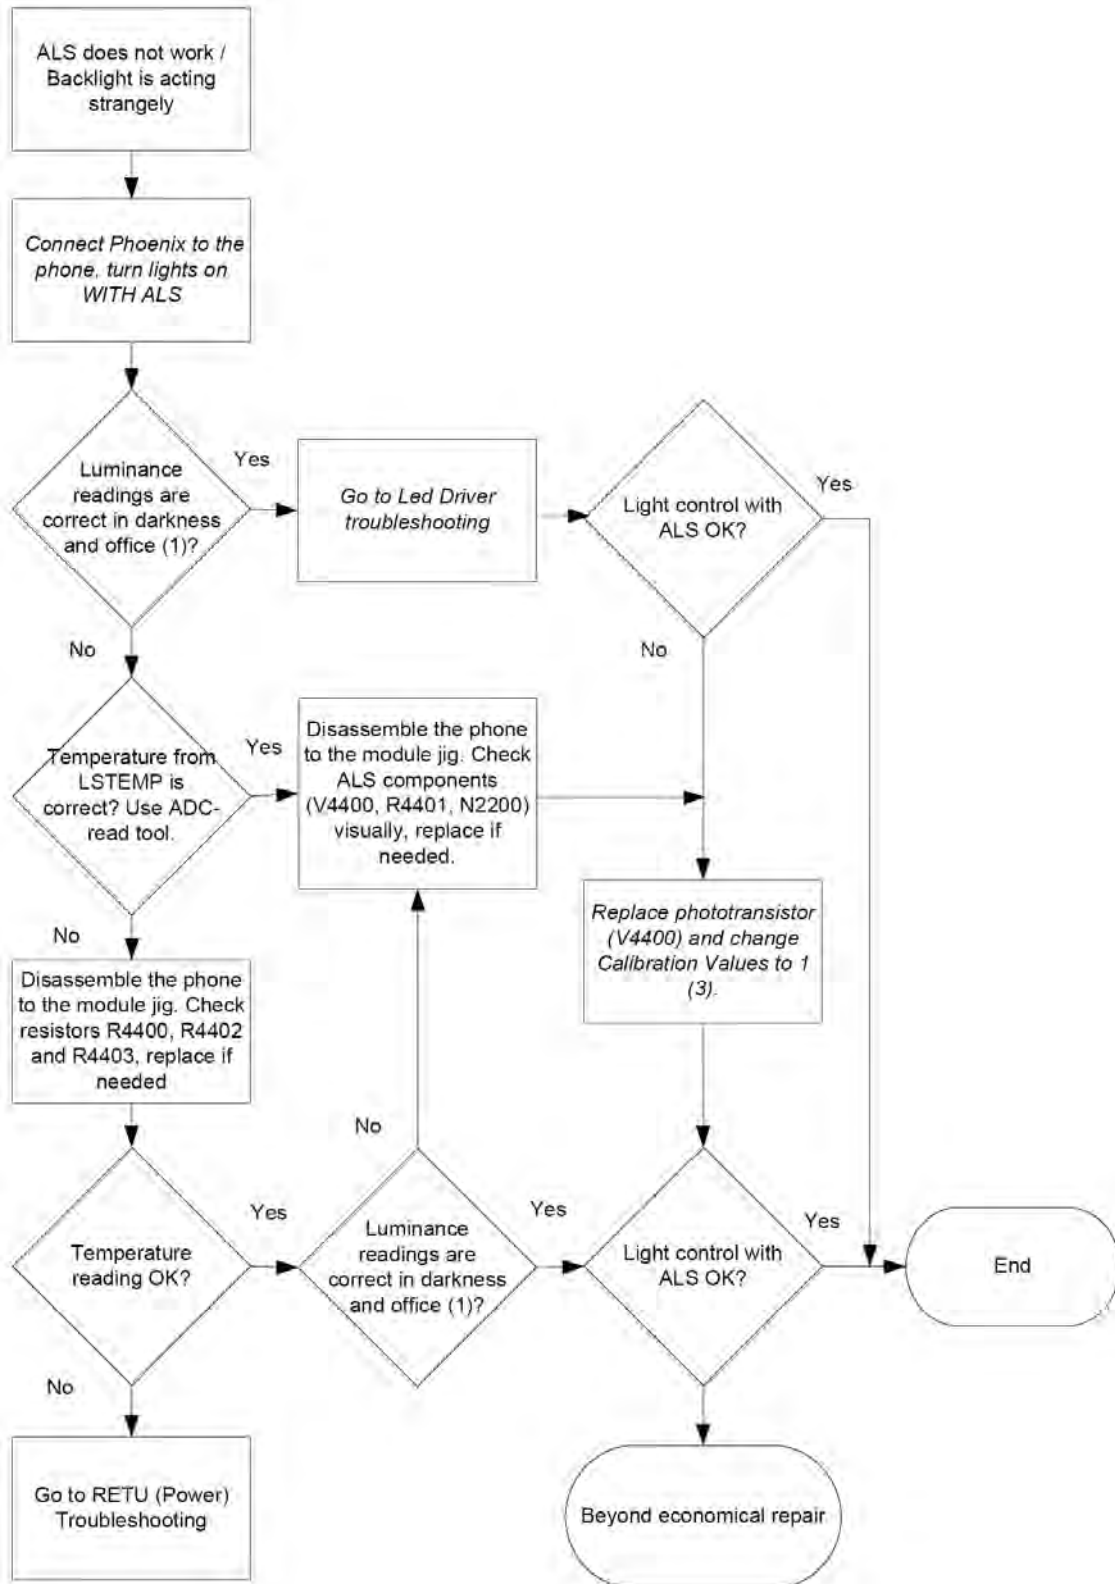 ALS does not work /
Backlight is acting
strangely
Connect Phoenix to the
phone, turn lights on
WITH ALS
Luminance
readings are
correct in darkness
and office (1)?
Yes
Go to Led Driver
troubleshooting
Light control with
ALS OK?
Yes
No
No
Temperature from
LSTEMP is
correct? Use ADC-
read tool.
Yes
Disassemble the phone
to the module jig. Check
ALS components
(V4400, R4401, N2200)
visually, replace if
needed.
Replace phototransistor
(V4400) and change
Calibration Values to 1
(3).
No
Disassemble the phone
to the module jig. Check
resistors R4400, R4402
and R4403, replace if
needed
No
Temperature
reading OK?
Yes
Luminance
readings are
correct in darkness
and office (1)?
Yes
Light control with
ALS OK?
Yes
End
No
Go to RETU (Power)
Troubleshooting
Beyond economical repair